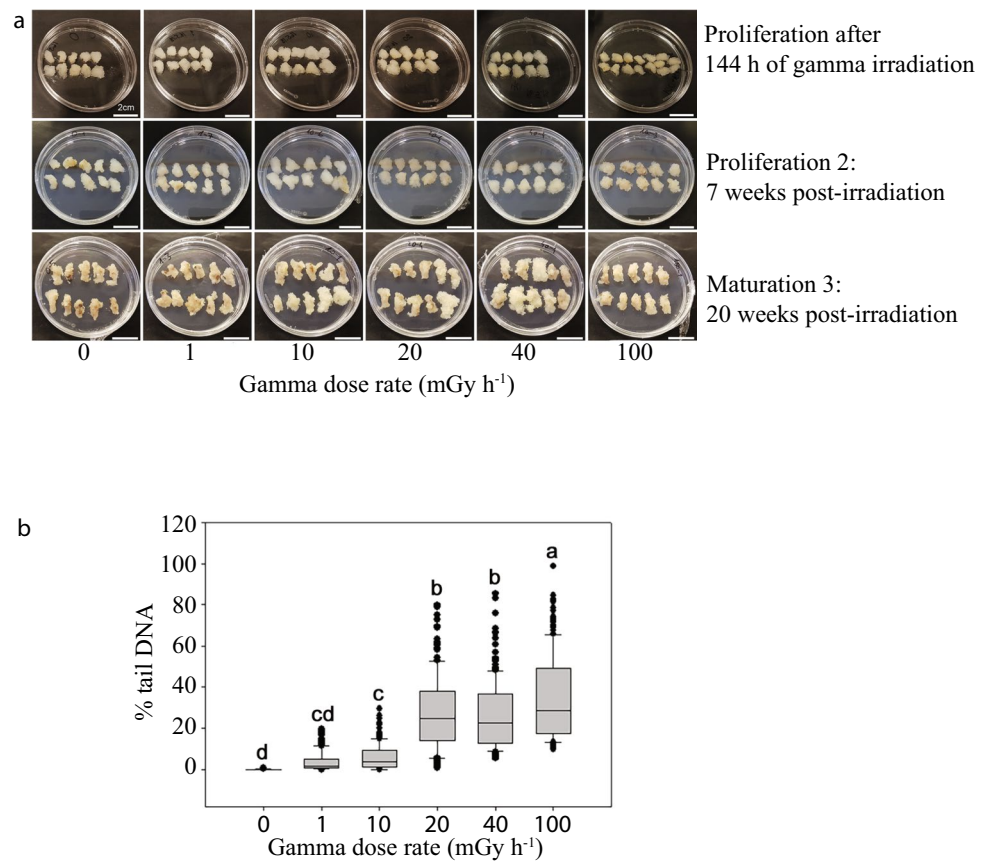 a
Proliferation after
144 h of gamma irradiation
2cm
Proliferation 2:
7 weeks post-irradiation
Maturation 3:
20 weeks post-irradiation
0 1 10 20 40 100
Gamma dose rate (mGy h-1)
b
120
100
80
60
40
20
0
% tail DNA
d cd c b b a
0 1 10 20 40 100
Gamma dose rate (mGy h-1)